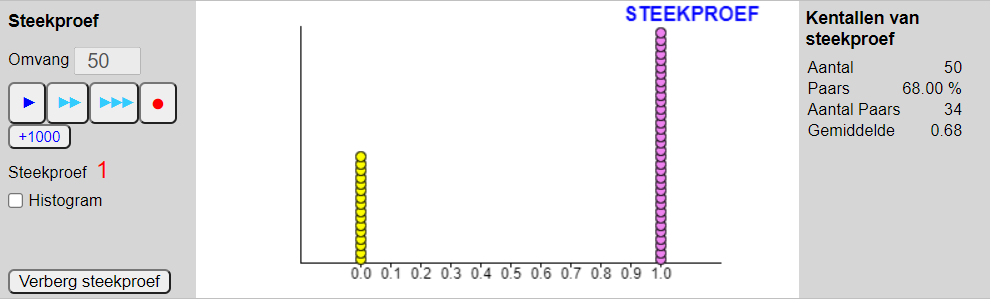 Steekproef
Omvang 50
+1000
Steekproef 1
Histogram
Verberg steekproef
STEEKPROEF
0.0 0.1 0.2 0.3 0.4 0.5 0.6 0.7 0.8 0.9 1.0
Kentallen van
steekproef
Aantal 50
Paars 68.00 %
Aantal Paars 34
Gemiddelde 0.68